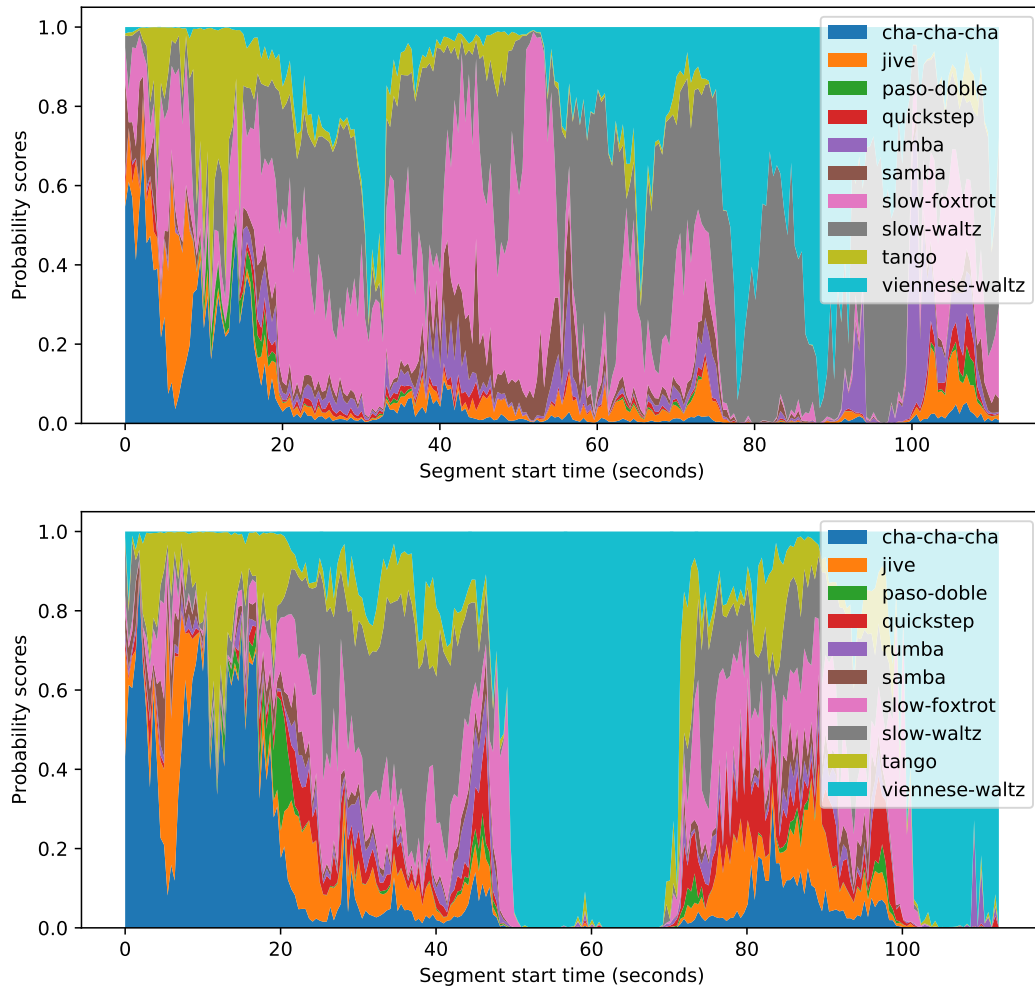 1.0
0.8
0.6
0.4
0.2
0.0
Probability scores
cha-cha-cha
jive
paso-doble
quickstep
rumba
samba
slow-foxtrot
slow-waltz
tango
viennese-waltz
0 20 40 60 80 100
Segment start time (seconds)
1.0
0.8
0.6
0.4
0.2
0.0
Probability scores
cha-cha-cha
jive
paso-doble
quickstep
rumba
samba
slow-foxtrot
slow-waltz
tango
viennese-waltz
0 20 40 60 80 100
Segment start time (seconds)